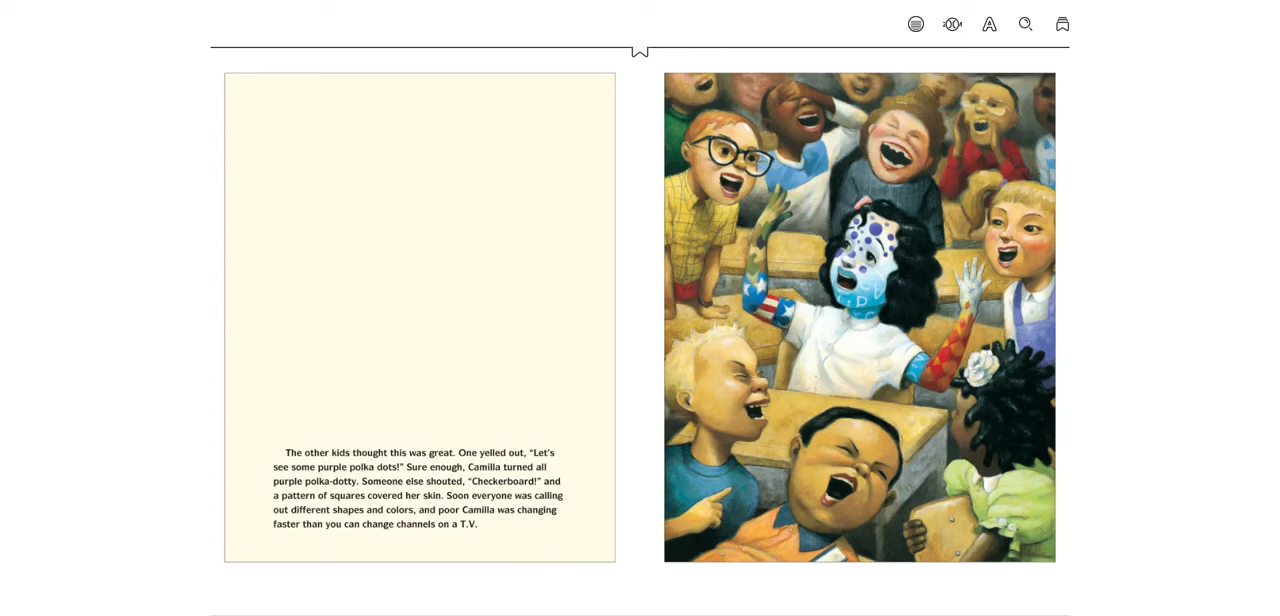 The other kids thought this was great. One yelled out, “Let’s
see some purple polka dots!” Sure enough, Camilla turned all
purple polka-dotty. Someone else shouted, “Checkerboard!” and
a pattern of squares covered her skin. Soon everyone was calling
out different shapes and colors, and poor Camilla was changing
faster than you can change channels on a T.V.